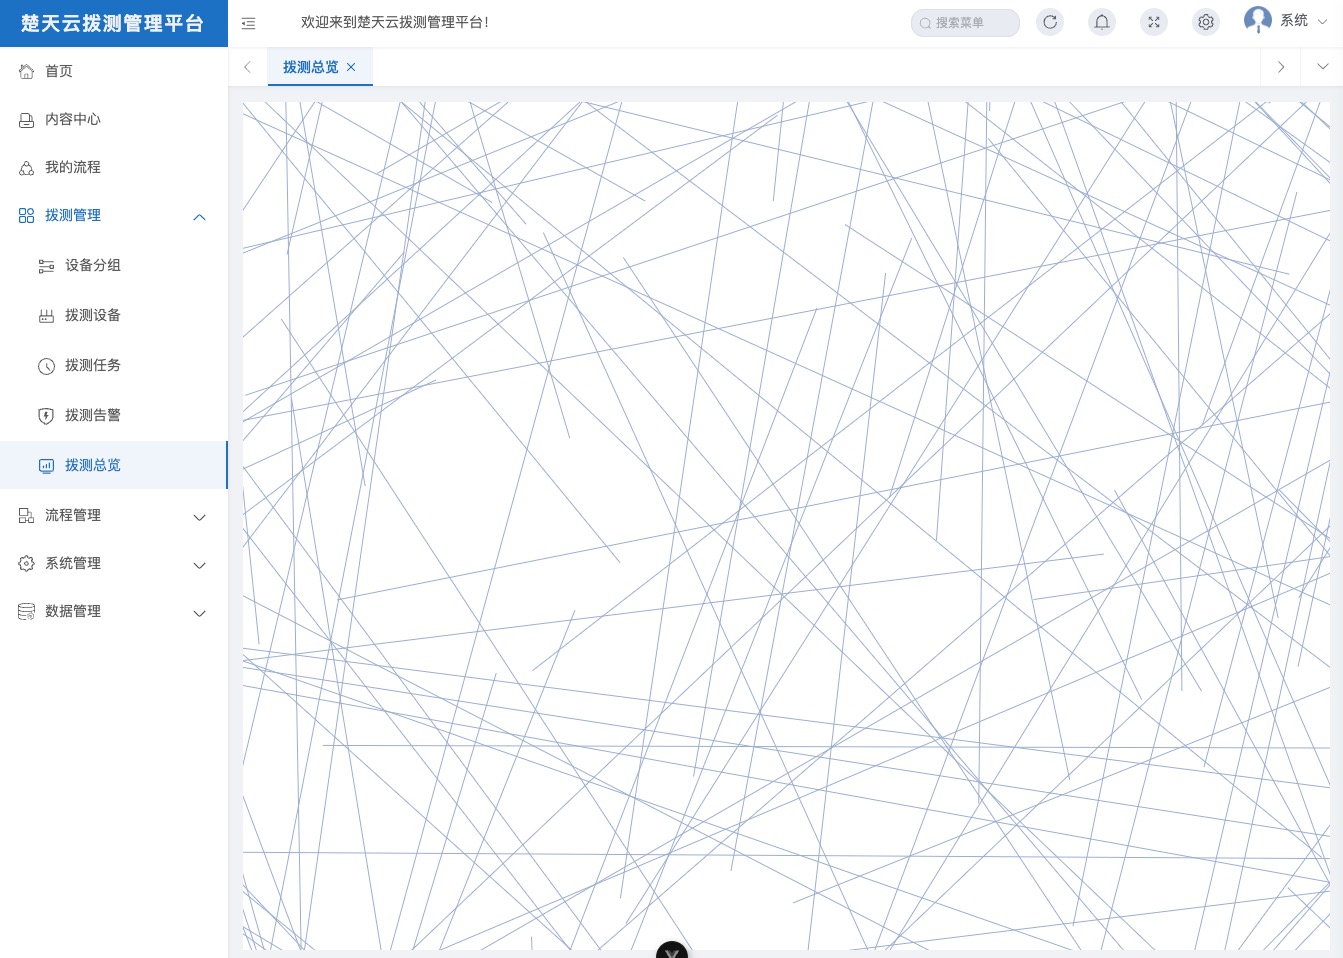 楚天云拨测管理平台
欢迎来到楚天云拨测管理平台！
搜索菜单
系统
首页
内容中心
我的流程
拨测管理
设备分组
拨测设备
拨测任务
拨测告警
拨测总览
流程管理
系统管理
数据管理
拨测总览